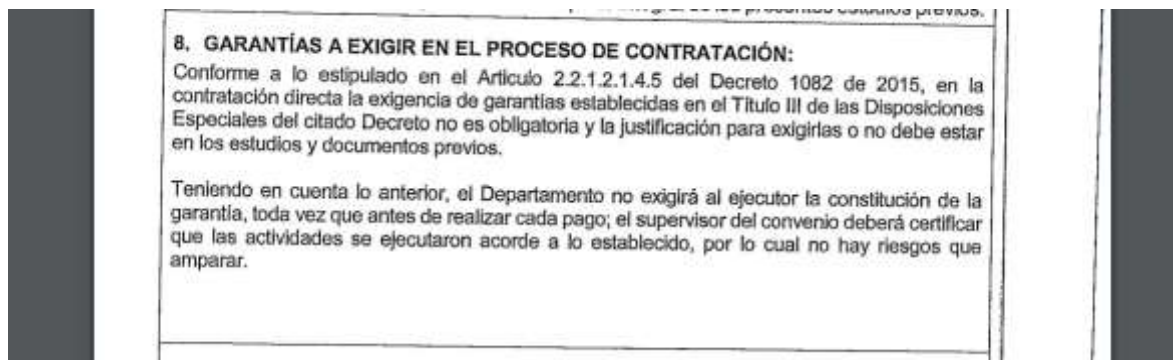 estudios previos.
8. GARANTÍAS A EXIGIR EN EL PROCESO DE CONTRATACIÓN:
Conforme a lo estipulado en el Articulo 2.2.1.2.1.4.5 del Decreto 1082 de 2015, en la
contratación directa la exigencia de garantías establecidas en el Título III de las Disposiciones
Especiales del citado Decreto no es obligatoria y la justificación para exigirlas o no debe estar
en los estudios y documentos previos.
Teniendo en cuenta lo anterior, el Departamento no exigirá al ejecutor la constitución de la
garantía, toda vez que antes de realizar cada pago; el supervisor del convenio deberá certificar
que las actividades se ejecutaron acorde a lo establecido, por lo cual no hay riesgos que
amparar.